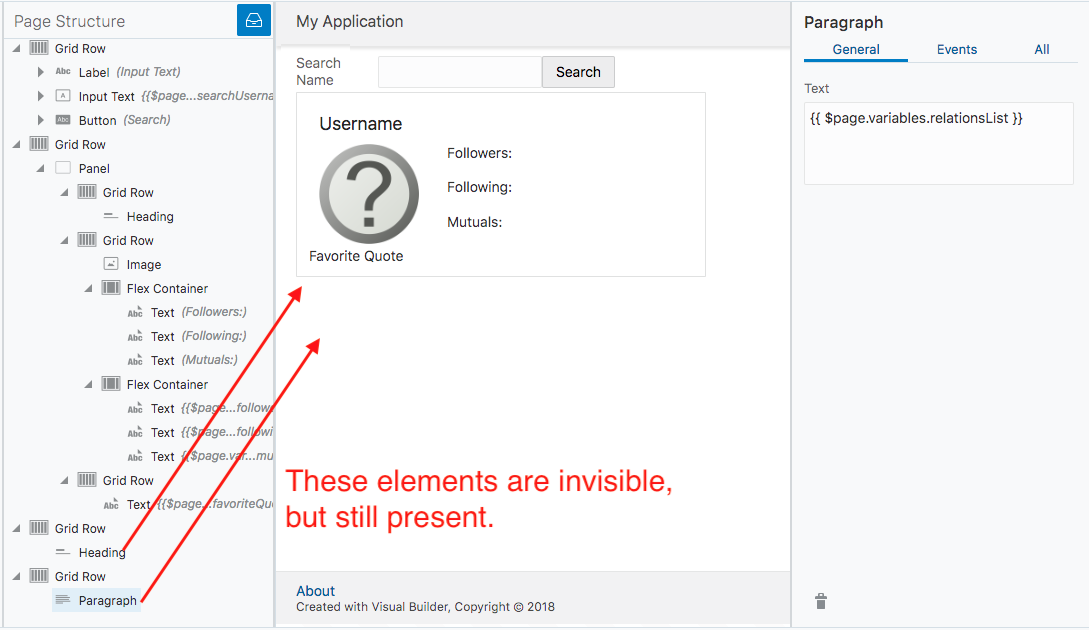 Page Structure
Grid Row
Abc Label (Input Text)
A Input Text {{$page...searchUserna
Abc Button (Search)
Grid Row
Panel
Grid Row
Heading
Grid Row
Image
Flex Container
Abc Text (Followers:)
Abc Text (Following:)
Abc Text (Mutuals:)
Flex Container
Abc Text {{$page...follow
Abc Text {{$page...followi
Abc Text {{$page.var...mu
Grid Row
Abc Text {{$page...favoriteQu
Grid Row
Heading
Grid Row
Paragraph
My Application
Search
Name
Search
Username
?
Followers:
Following:
Mutuals:
Favorite Quote
These elements are invisible,
but still present.
About
Created with Visual Builder, Copyright © 2018
Paragraph
General Events All
Text
{{ $page.variables.relationsList }}